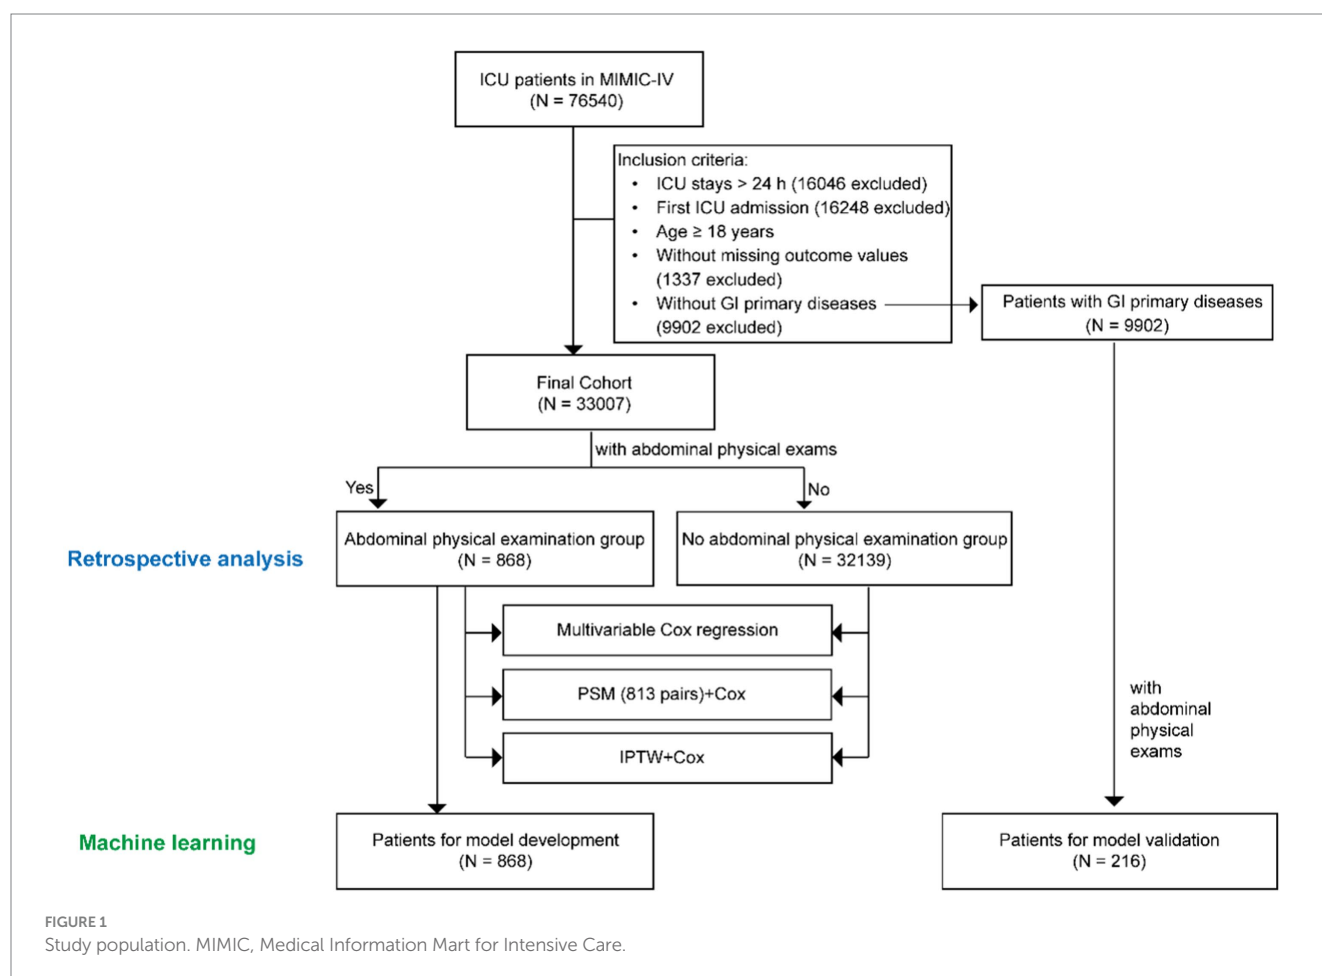 ICU patients in MIMIC-IV
(N = 76540)
Inclusion criteria:
• ICU stays > 24 h (16046 excluded)
• First ICU admission (16248 excluded)
• Age ≥ 18 years
• Without missing outcome values
(1337 excluded)
• Without GI primary diseases
(9902 excluded)
Patients with GI primary diseases
(N = 9902)
Final Cohort
(N = 33007)
with abdominal physical exams
Yes
No
Retrospective analysis
Abdominal physical examination group
(N = 868)
No abdominal physical examination group
(N = 32139)
Multivariable Cox regression
PSM (813 pairs)+Cox
IPTW+Cox
with
abdominal
physical
exams
Machine learning
Patients for model development
(N = 868)
Patients for model validation
(N = 216)
FIGURE 1
Study population. MIMIC, Medical Information Mart for Intensive Care.